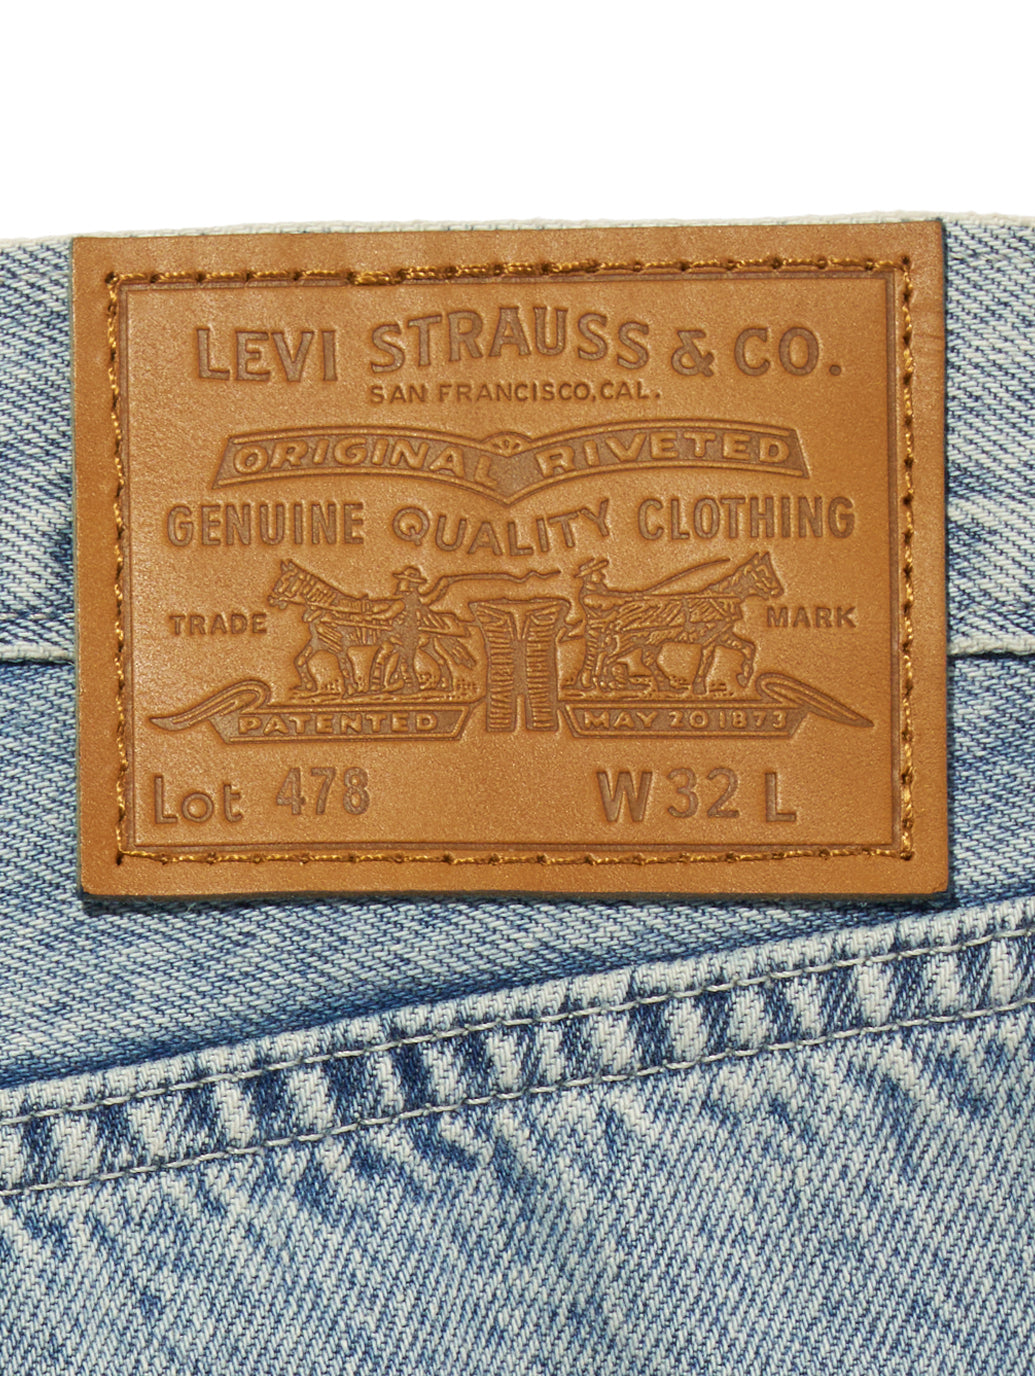 LEVI STRAUSS & CO.
SAN FRANCISCO, CAL.
ORIGINAL RIVETED
GENUINE QUALITY CLOTHING
TRADE MARK
PATENTED MAY 20 1873
Lot 478 W 32 L